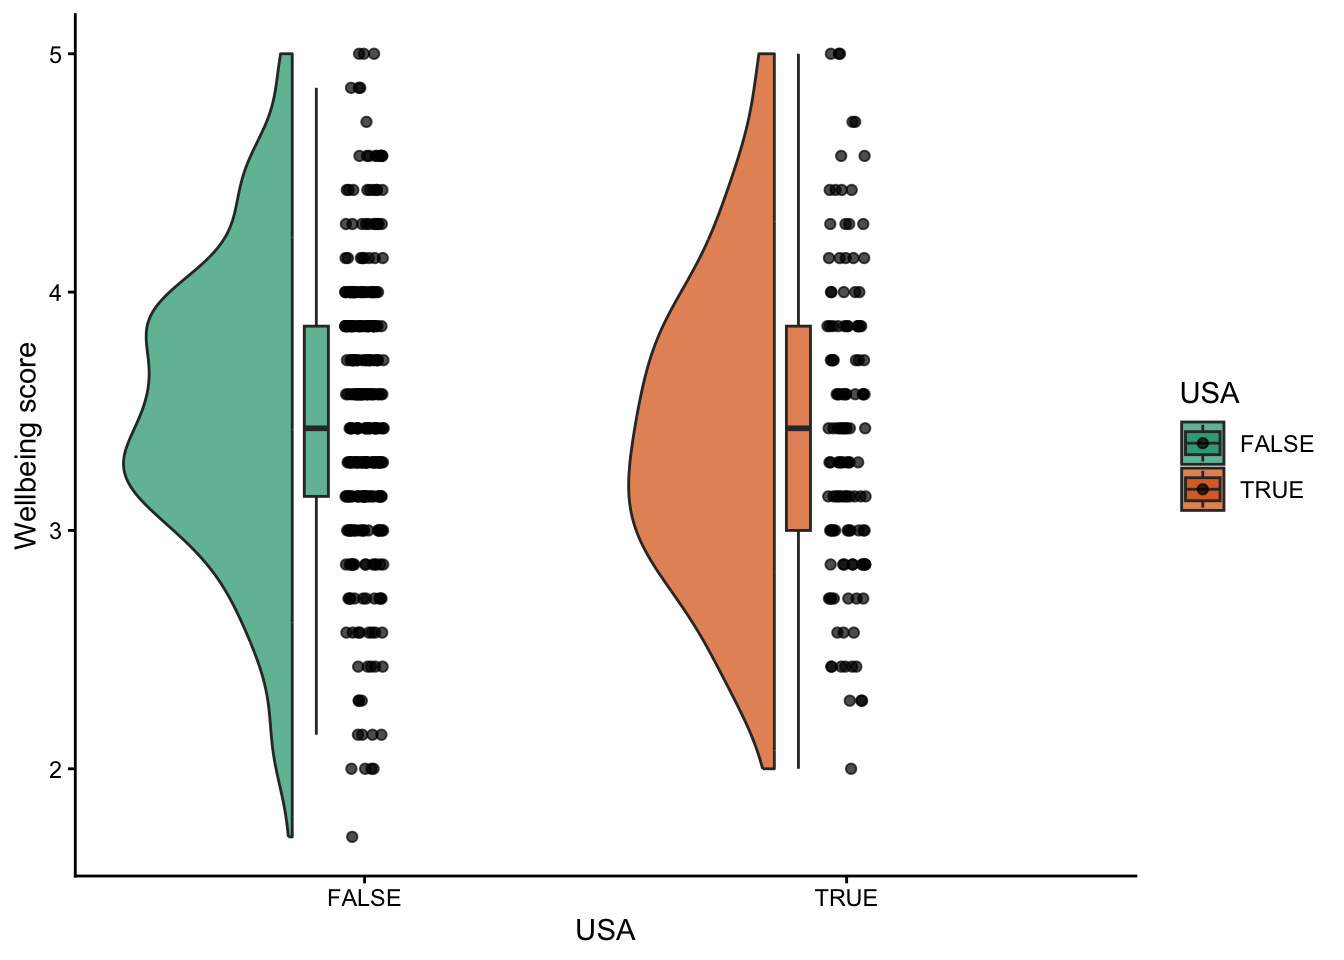 5
4
3
2
Wellbeing score
FALSE
TRUE
USA
USA
FALSE
TRUE